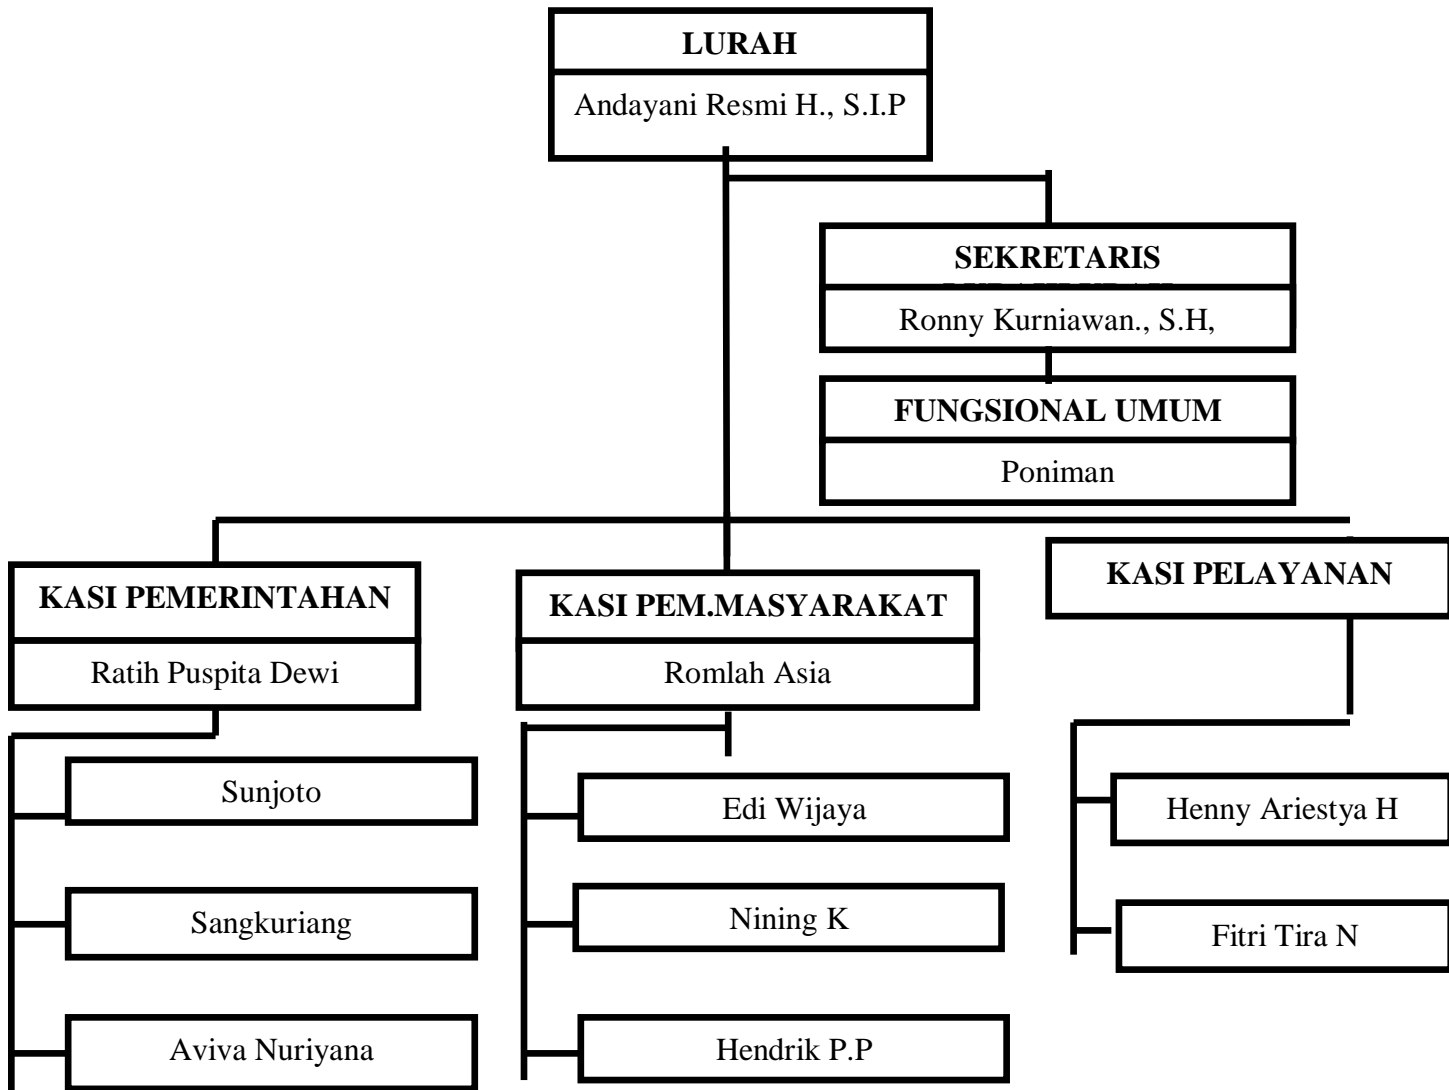 LURAH
Andayani Resmi H., S.I.P
SEKRETARIS
Ronny Kurniawan., S.H,
FUNGSIONAL UMUM
Poniman
KASI PEMERINTAHAN
Ratih Puspita Dewi
KASI PEM.MASYARAKAT
Romlah Asia
KASI PELAYANAN
Sunjoto
Sangkuriang
Aviva Nuriyana
Edi Wijaya
Nining K
Hendrik P.P
Henny Ariestya H
Fitri Tira N